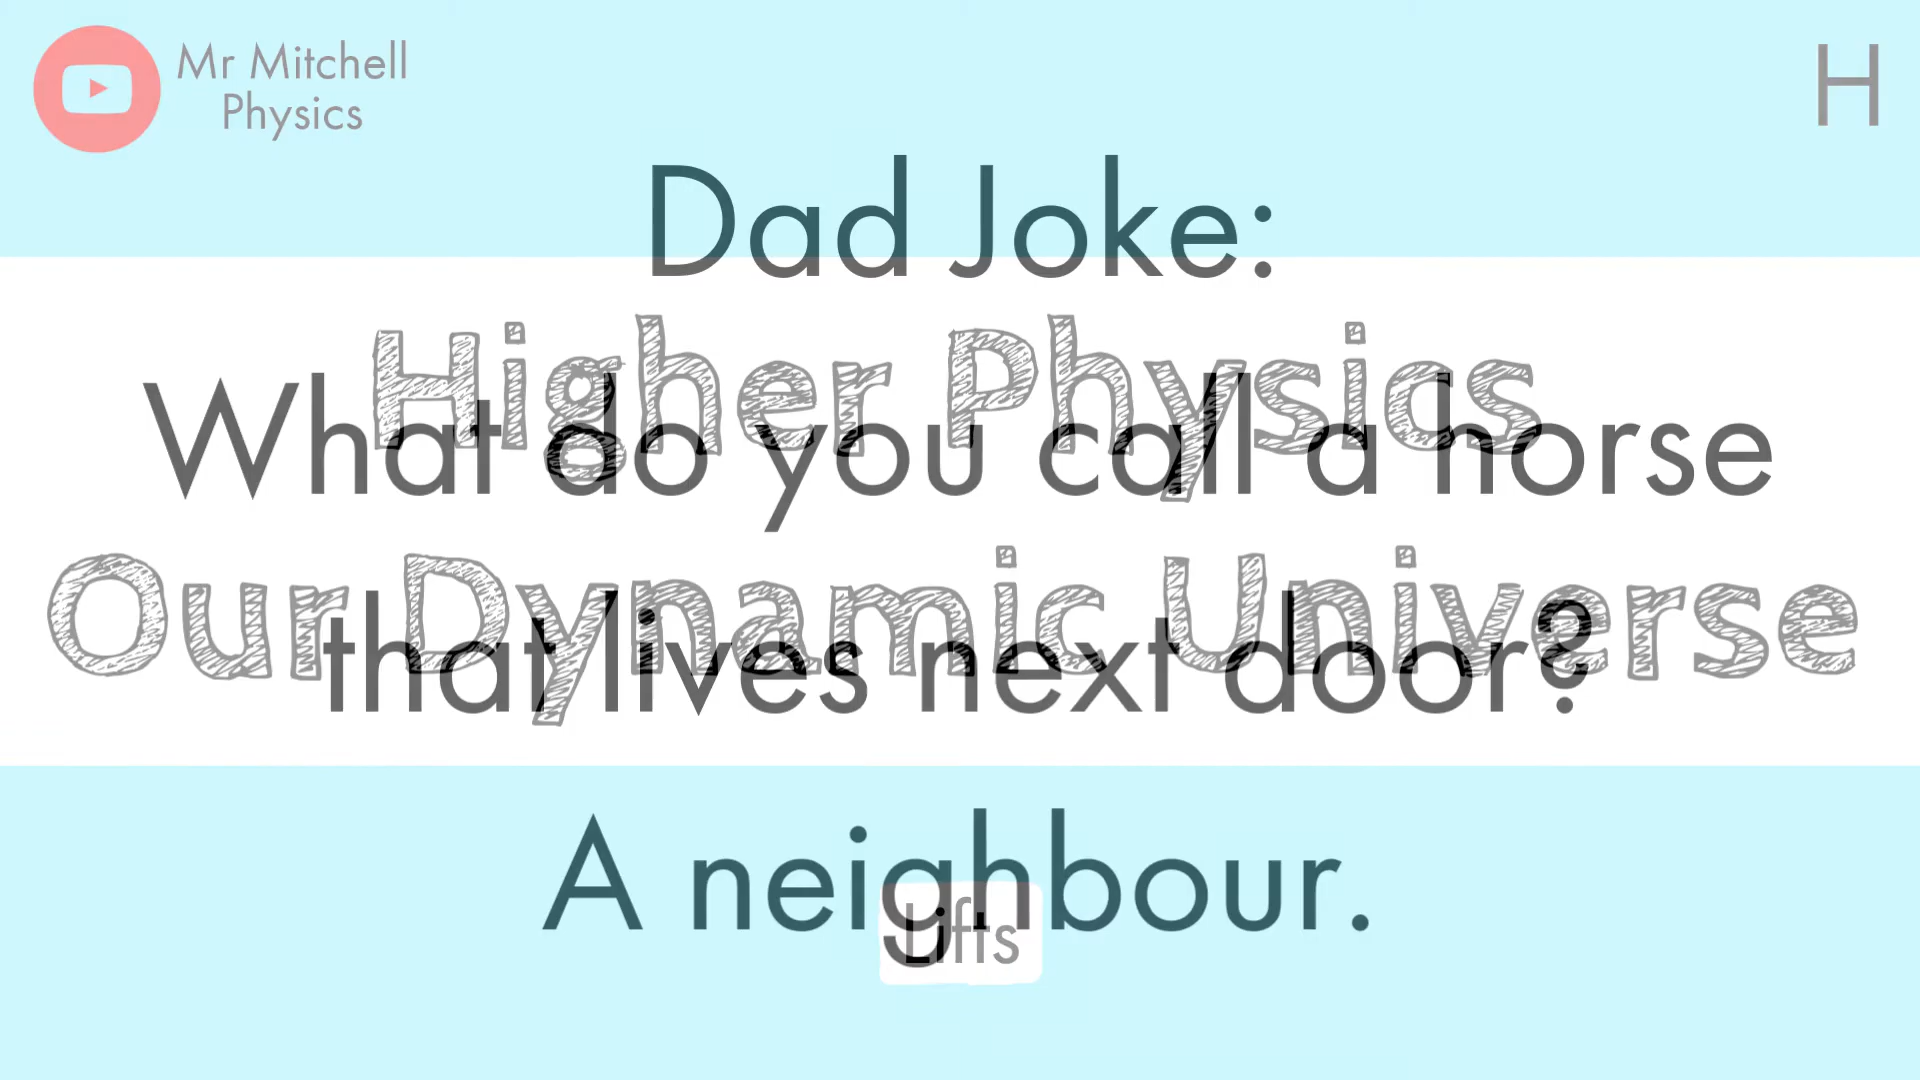 Mr Mitchell
Physics
H
Dad Joke:
Higher Physics
What do you call a horse
Our Dynamic Universe
that lives next door?
A neighbour.
Lifts